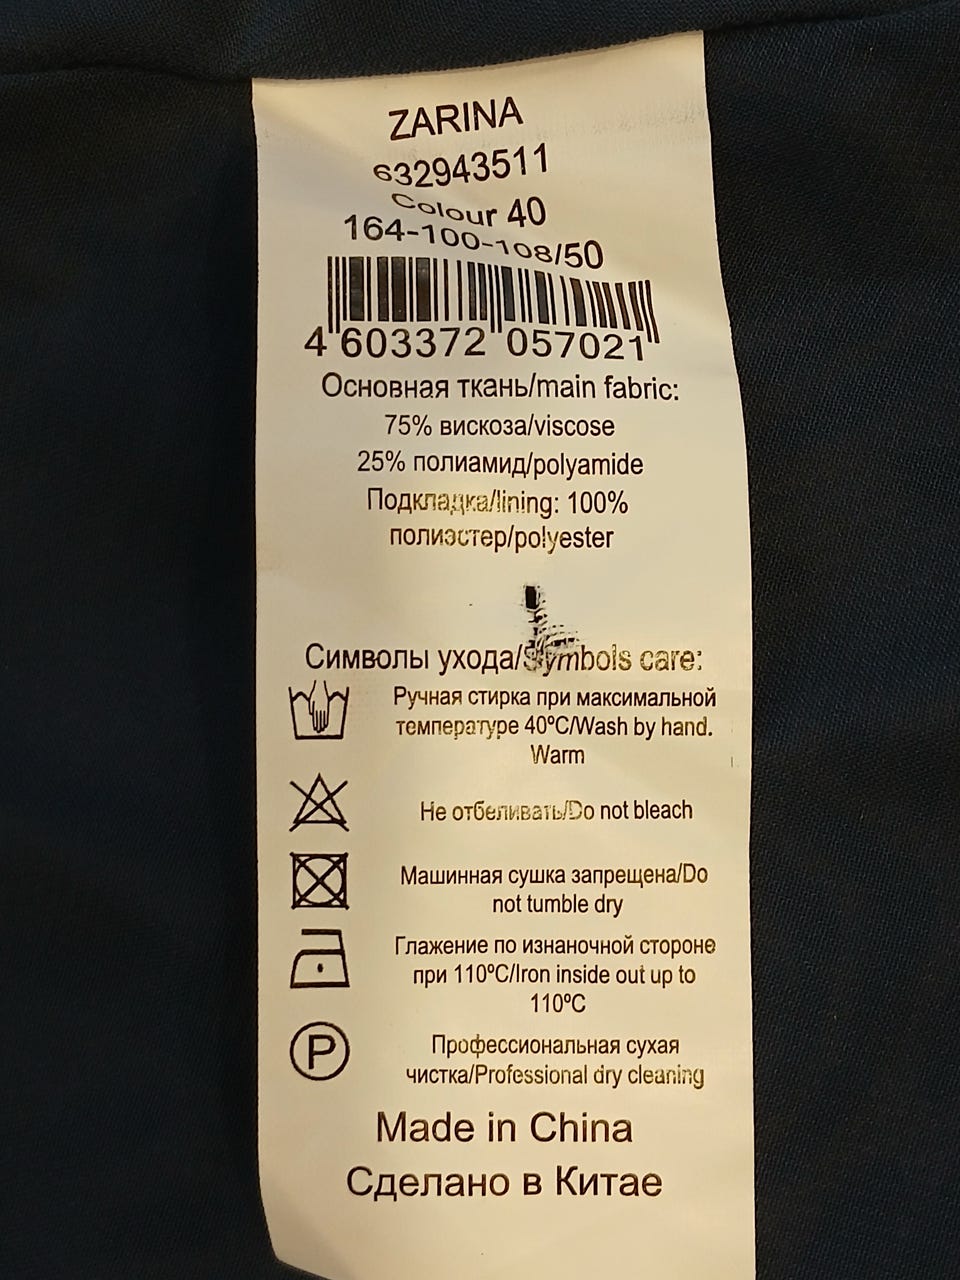 ZARINA
632943511
Colour 40
164-100-108/50
4 603372 057021
Основная ткань/main fabric:
75% вискоза/viscose
25% полиамид/polyamide
Подкладка/lining: 100%
полиэстер/polyester
Символы ухода/Symbols care:
Ручная стирка при максимальной
температуре 40ºC/Wash by hand.
Warm
Не отбеливать/Do not bleach
Машинная сушка запрещена/Do
not tumble dry
Глажение по изнаночной стороне
при 110ºC/Iron inside out up to
110ºC
P
Профессиональная сухая
чистка/Professional dry cleaning
Made in China
Сделано в Китае